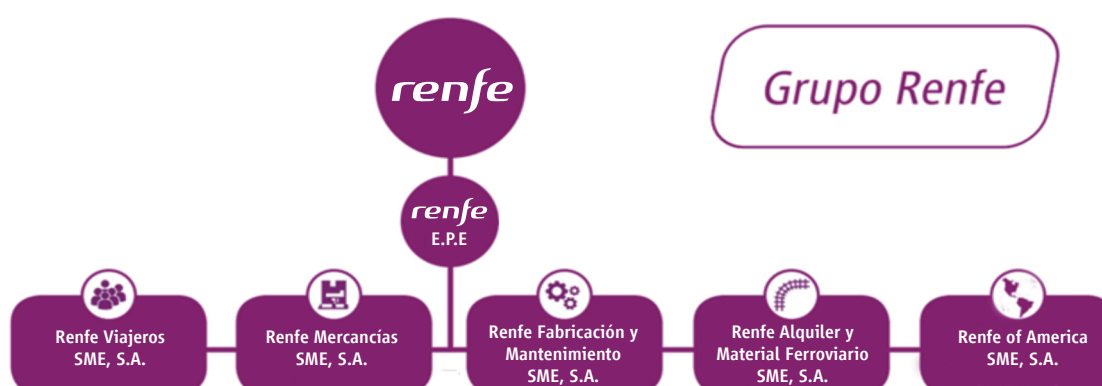 renfe
Grupo Renfe
renfe
E.P.E
Renfe Viajeros
SME, S.A.
Renfe Mercancías
SME, S.A.
Renfe Fabricación y
Mantenimiento
SME, S.A.
Renfe Alquiler y
Material Ferroviario
SME, S.A.
Renfe of America
SME, S.A.